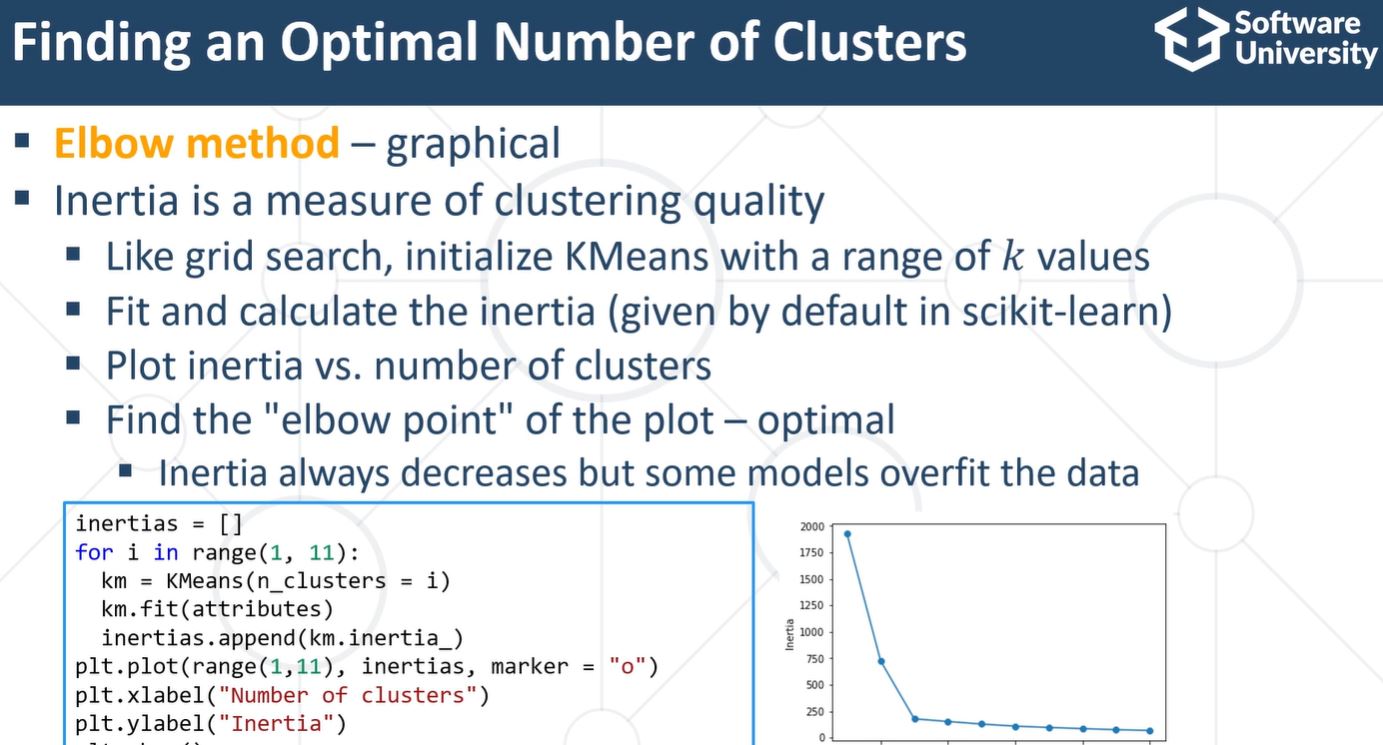 Finding an Optimal Number of Clusters
Software
University
▪ Elbow method – graphical
▪ Inertia is a measure of clustering quality
▪ Like grid search, initialize KMeans with a range of k values
▪ Fit and calculate the inertia (given by default in scikit-learn)
▪ Plot inertia vs. number of clusters
▪ Find the "elbow point" of the plot – optimal
▪ Inertia always decreases but some models overfit the data
inertias = []
for i in range(1, 11):
  km = KMeans(n_clusters = i)
  km.fit(attributes)
  inertias.append(km.inertia_)
plt.plot(range(1,11), inertias, marker = "o")
plt.xlabel("Number of clusters")
plt.ylabel("Inertia")
2000
1750
1500
1250
1000
750
500
250
0
Inertia